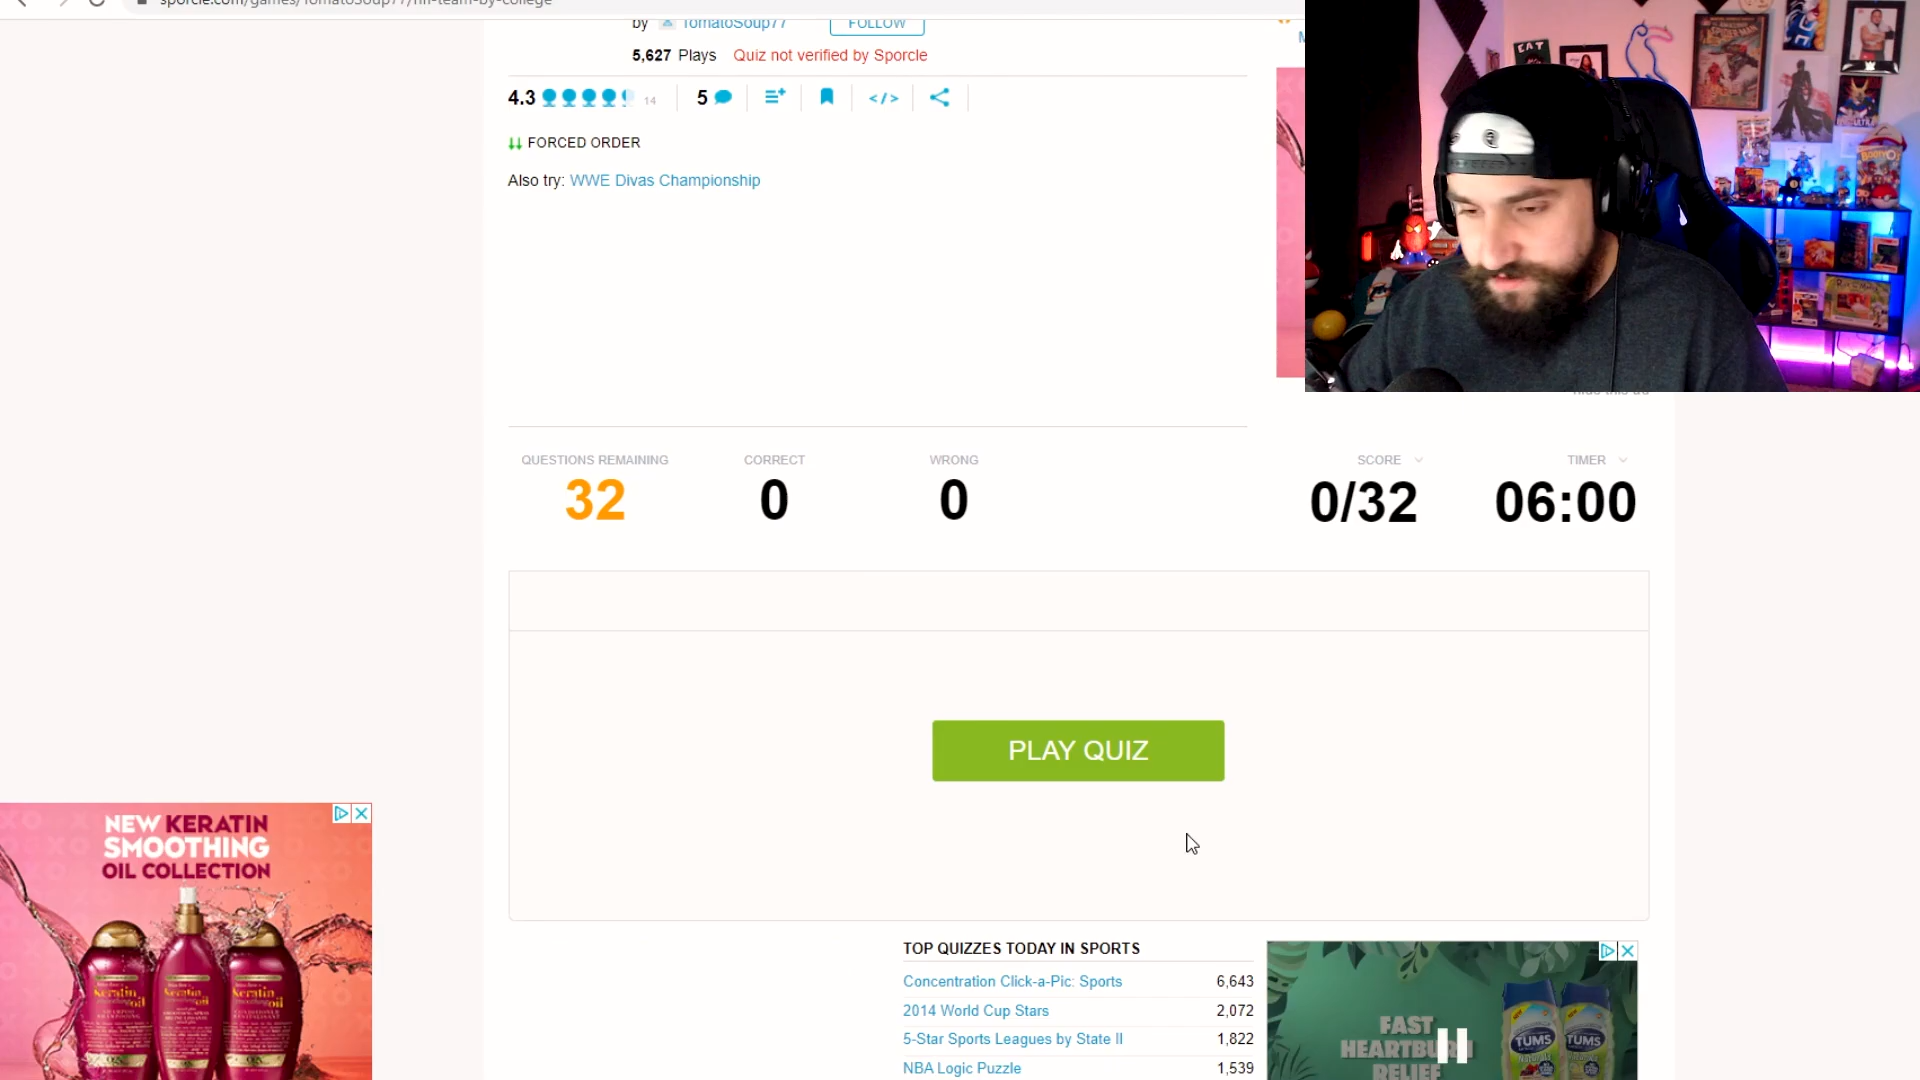 by TomatoSoup77 FOLLOW
5,627 Plays Quiz not verified by Sporcle
4.3 14 5 </>
FORCED ORDER
Also try: WWE Divas Championship
QUESTIONS REMAINING
32
CORRECT
0
WRONG
0
SCORE
0/32
TIMER
06:00
PLAY QUIZ
NEW KERATIN
SMOOTHING
OIL COLLECTION
TOP QUIZZES TODAY IN SPORTS
Concentration Click-a-Pic: Sports 6,643
2014 World Cup Stars 2,072
5-Star Sports Leagues by State II 1,822
NBA Logic Puzzle 1,539
FAST
RELIEF
TUMS
TUMS
EAT